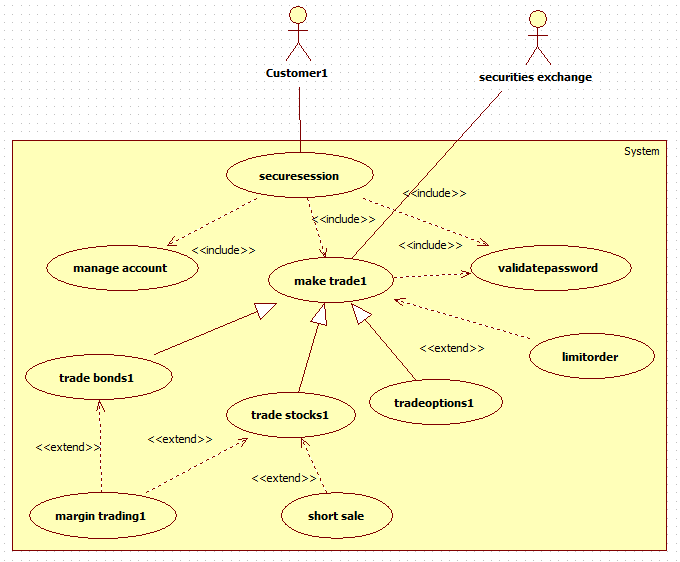 Customer1
securities exchange
System
securesession
<<include>>
<<include>>
<<include>>
<<include>>
manage account
make trade1
validatepassword
<<extend>>
limitorder
trade bonds1
trade stocks1
tradeoptions1
<<extend>>
<<extend>>
<<extend>>
margin trading1
short sale